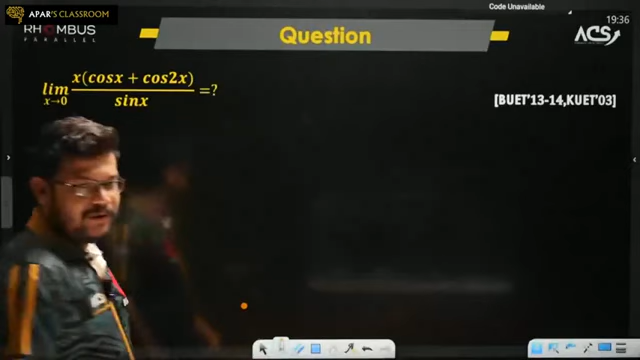 APAR'S CLASSROOM
Code Unavailable
RHOMBUS
PARALLEL
Question
19:36
ACS
lim x→0 x(cosx + cos2x) / sinx =?
[BUET'13-14,KUET'03]